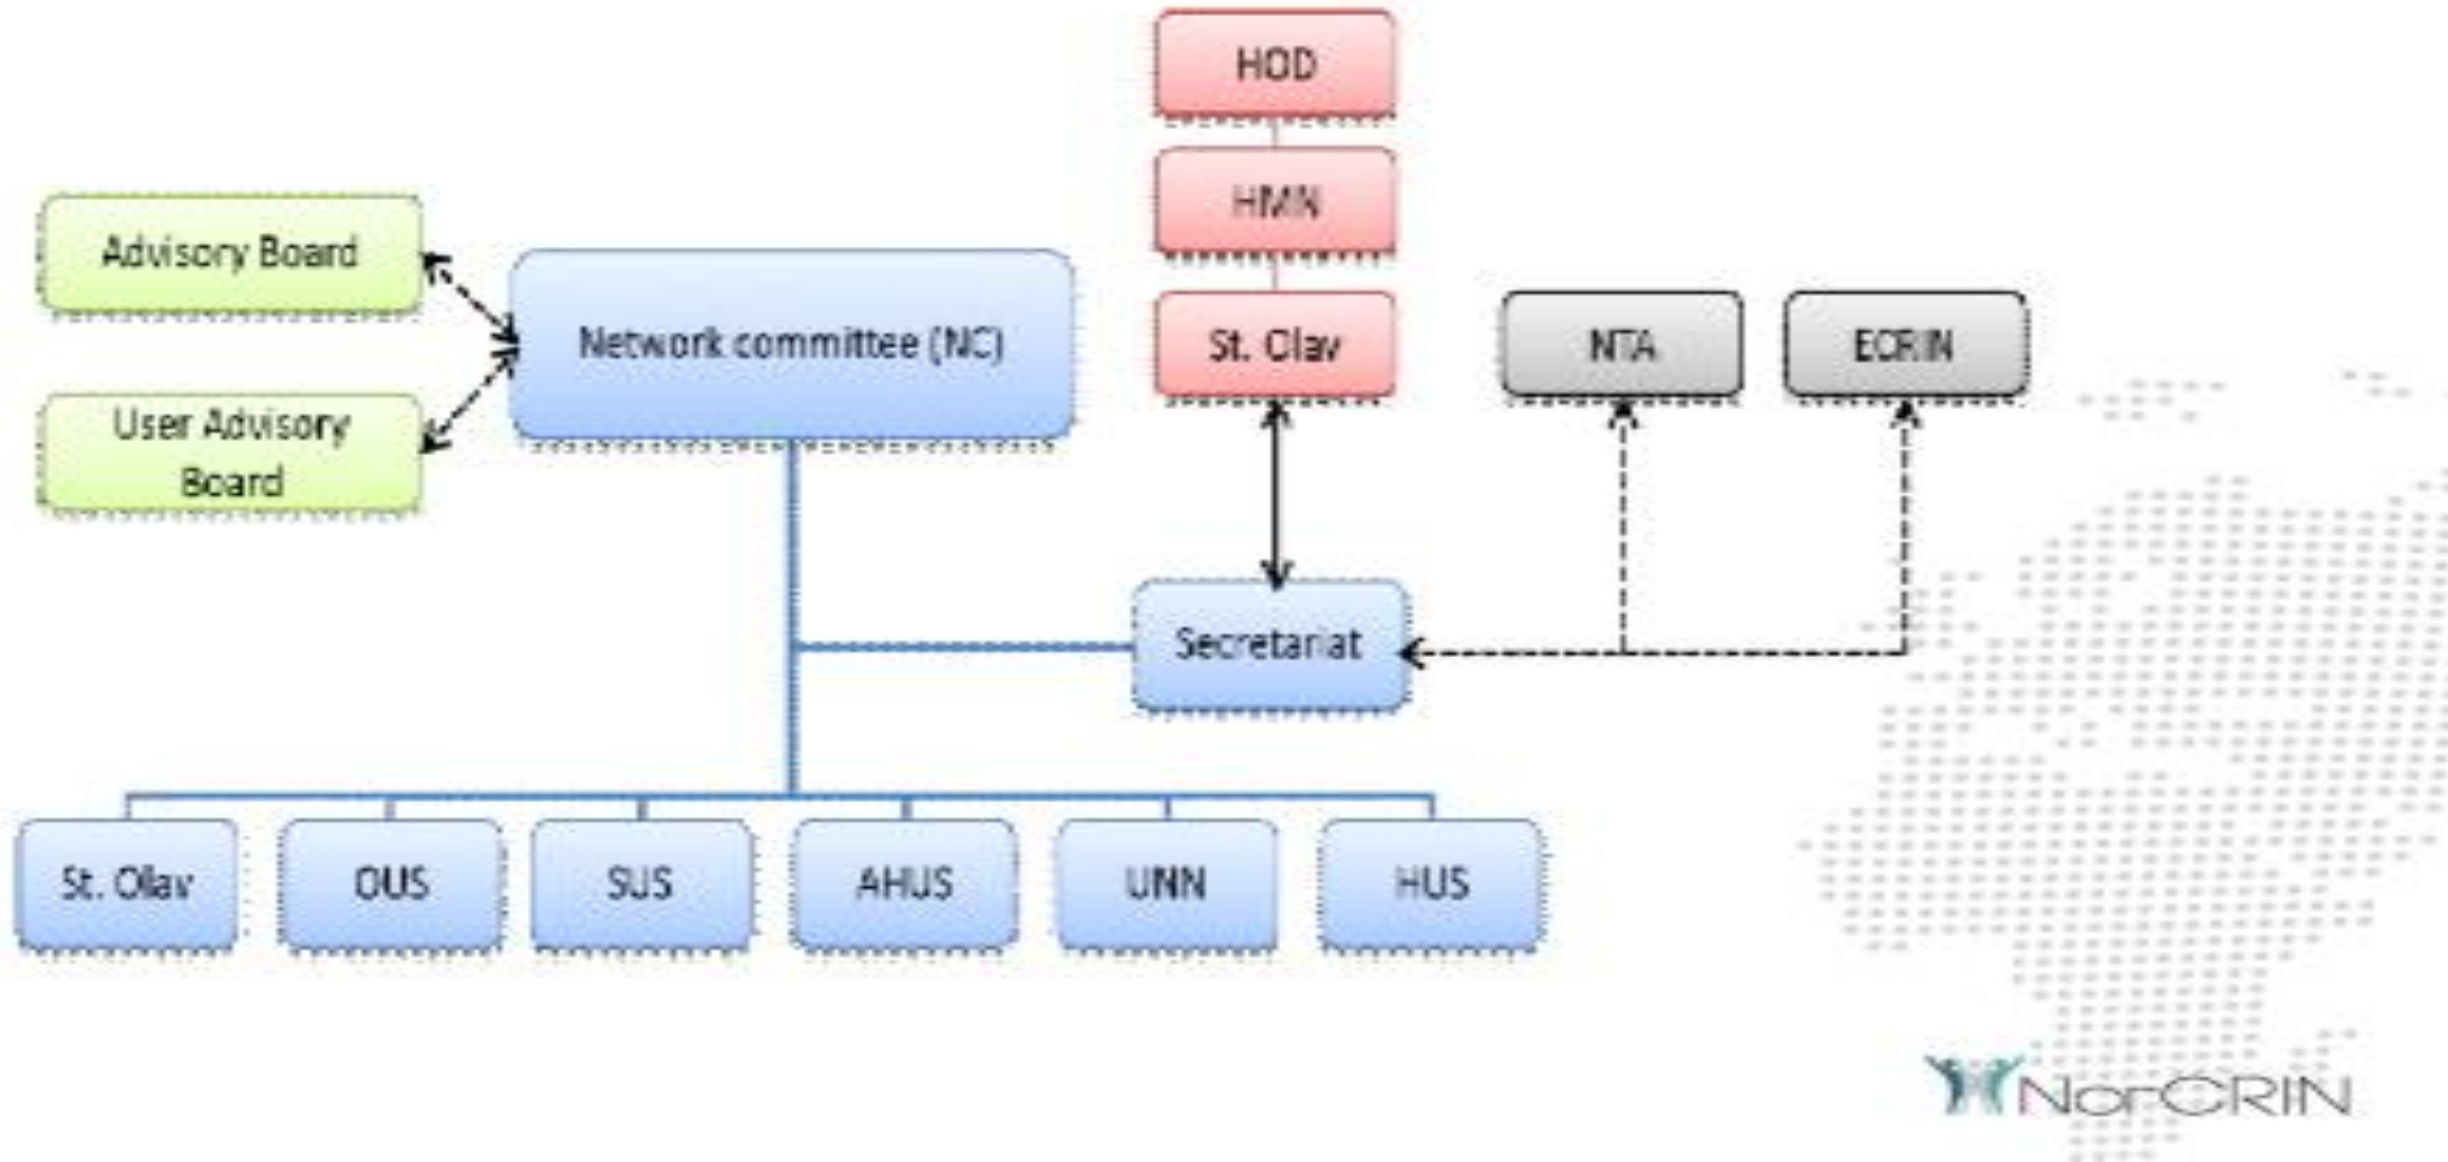 HOD
HMN
Advisory Board
Network committee (NC)
St. Olav
NTA
ECRIN
User Advisory
Board
Secretariat
St. Olav
OUS
SUS
AHUS
UNN
HUS
NorCRIN